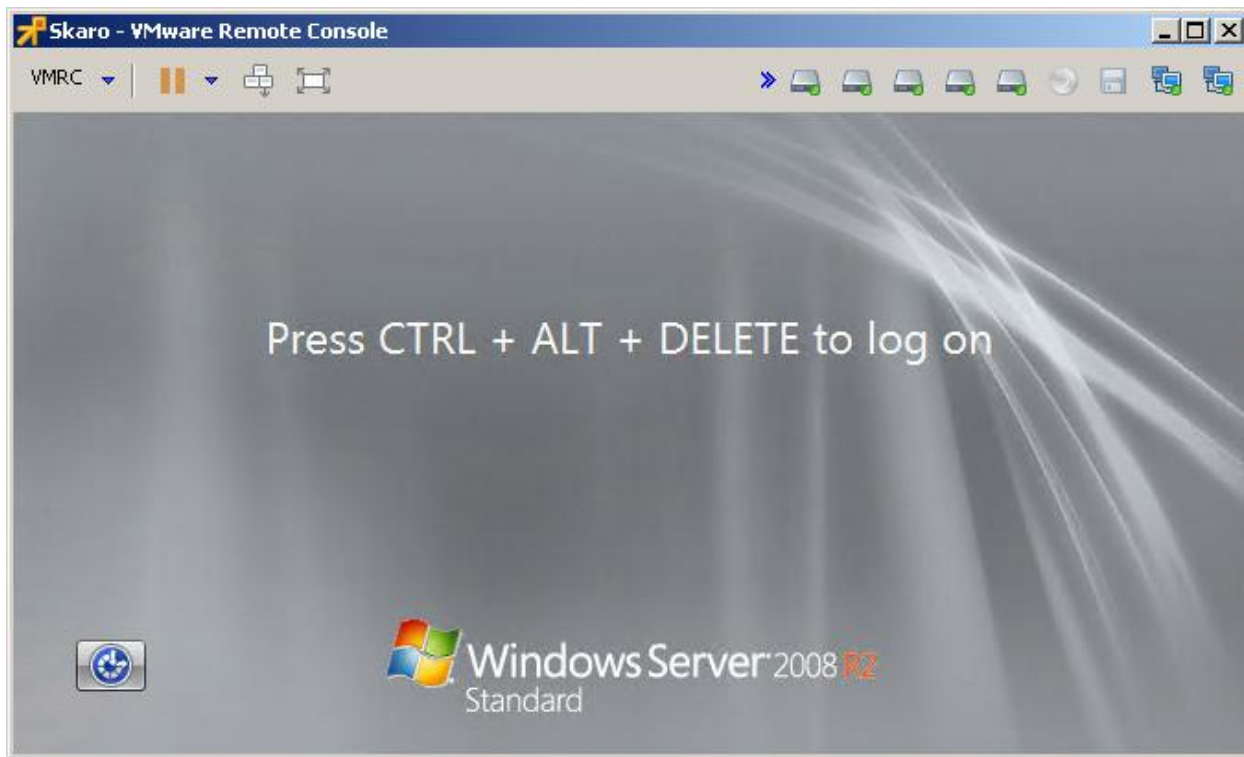 Skaro - VMware Remote Console
VMRC
Press CTRL + ALT + DELETE to log on
Windows Server 2008 R2
Standard